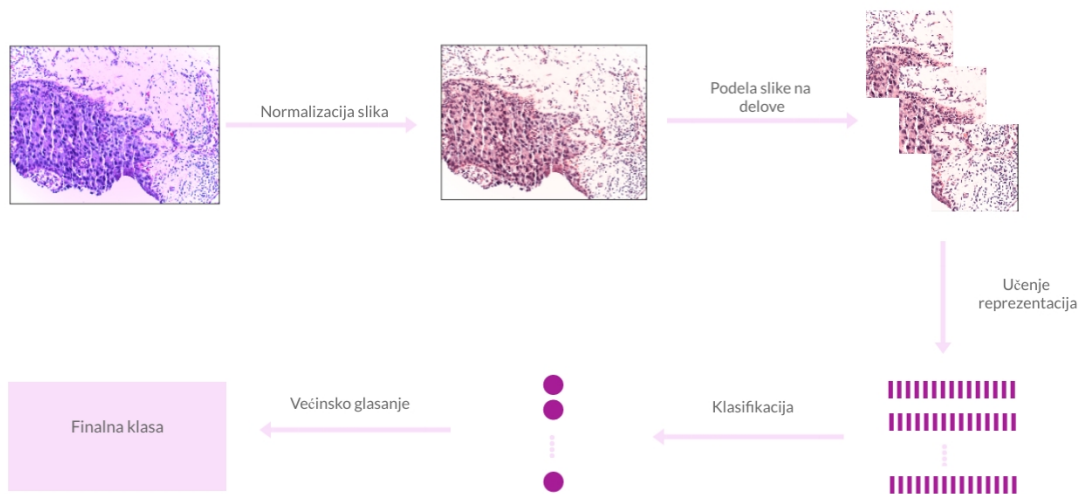 Normalizacija slika
Podela slike na
delove
Učenje
reprezentacija
Klasifikacija
Većinsko glasanje
Finalna klasa